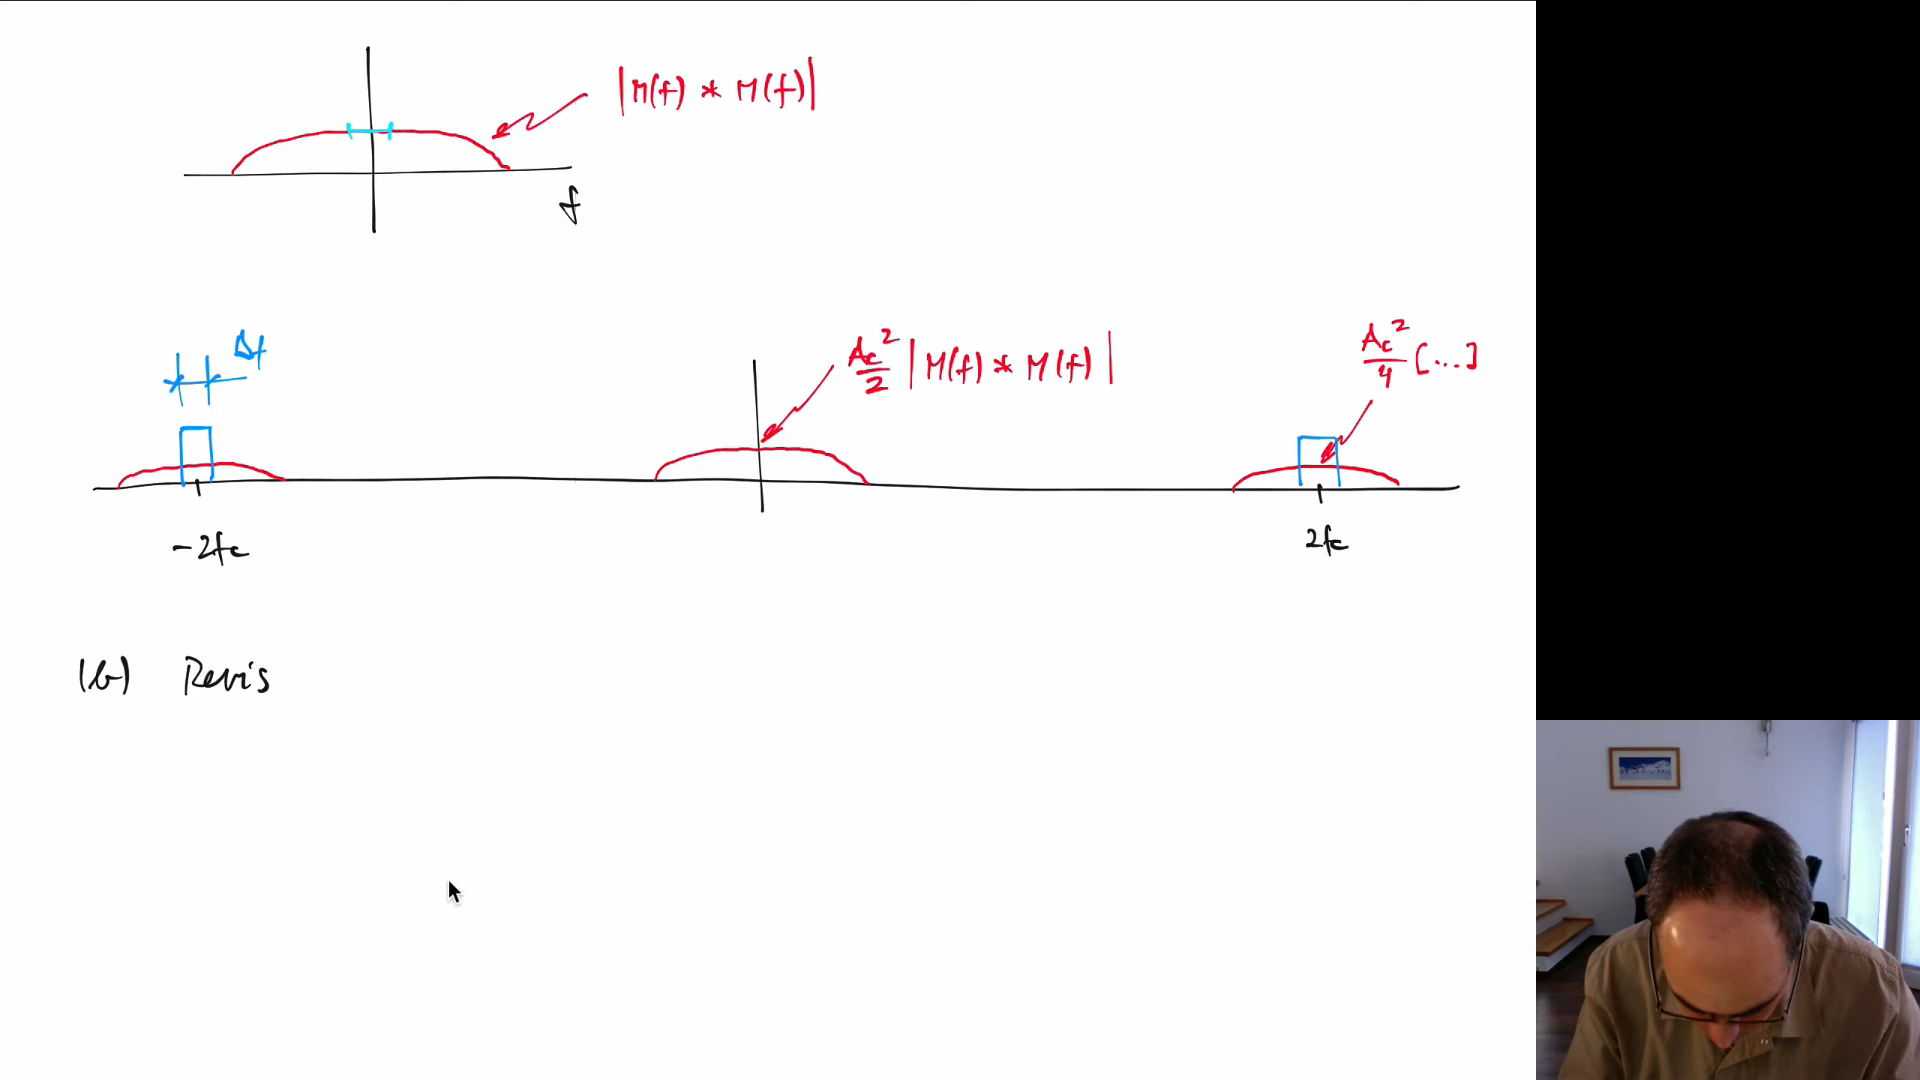 |M(f) * M(f)|
f
Δf
Ac²/2 |M(f) * M(f)|
Ac²/4 [...]
-2fc
2fc
(b) Revis